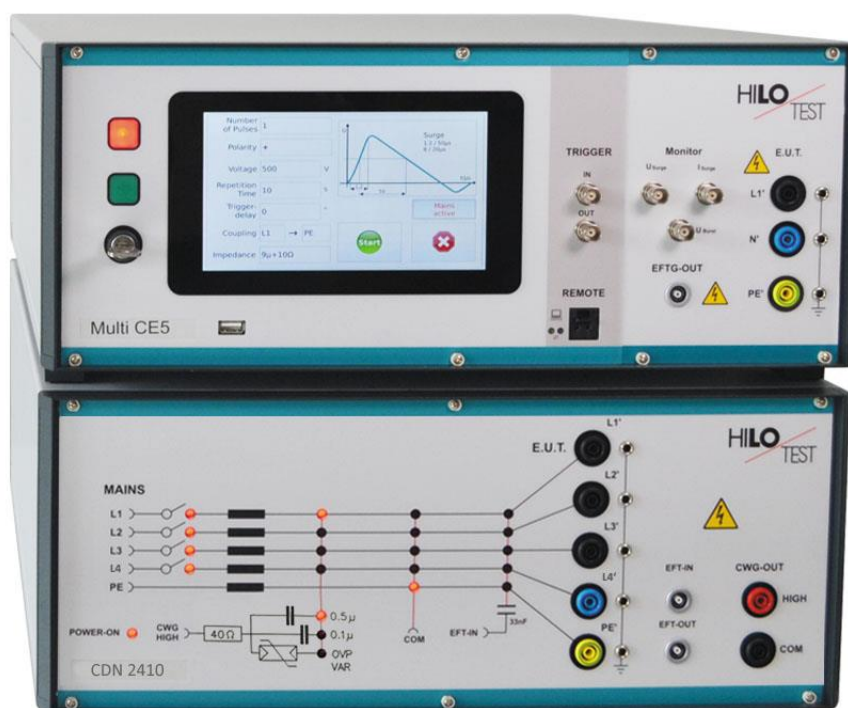 HILO
TEST
Number
of Pulses
1
Polarity
+
Voltage
500
V
Repetition
Time
10
s
Trigger-
delay
0
°
Coupling
L1 → PE
Impedance
9µ+10Ω
Surge
Mains
active
Start
TRIGGER
IN
OUT
REMOTE
Monitor
U Surge
I Surge
U Burst
EFTG-OUT
E.U.T.
L1'
N'
PE'
Multi CE5
HILO
TEST
MAINS
L1
L2
L3
L4
PE
POWER-ON
CWG
HIGH
40Ω
0.5µ
0.1µ
OVP
VAR
COM
EFT-IN
33nF
E.U.T.
L1'
L2'
L3'
L4'
PE'
EFT-IN
EFT-OUT
CWG-OUT
HIGH
COM
CDN 2410